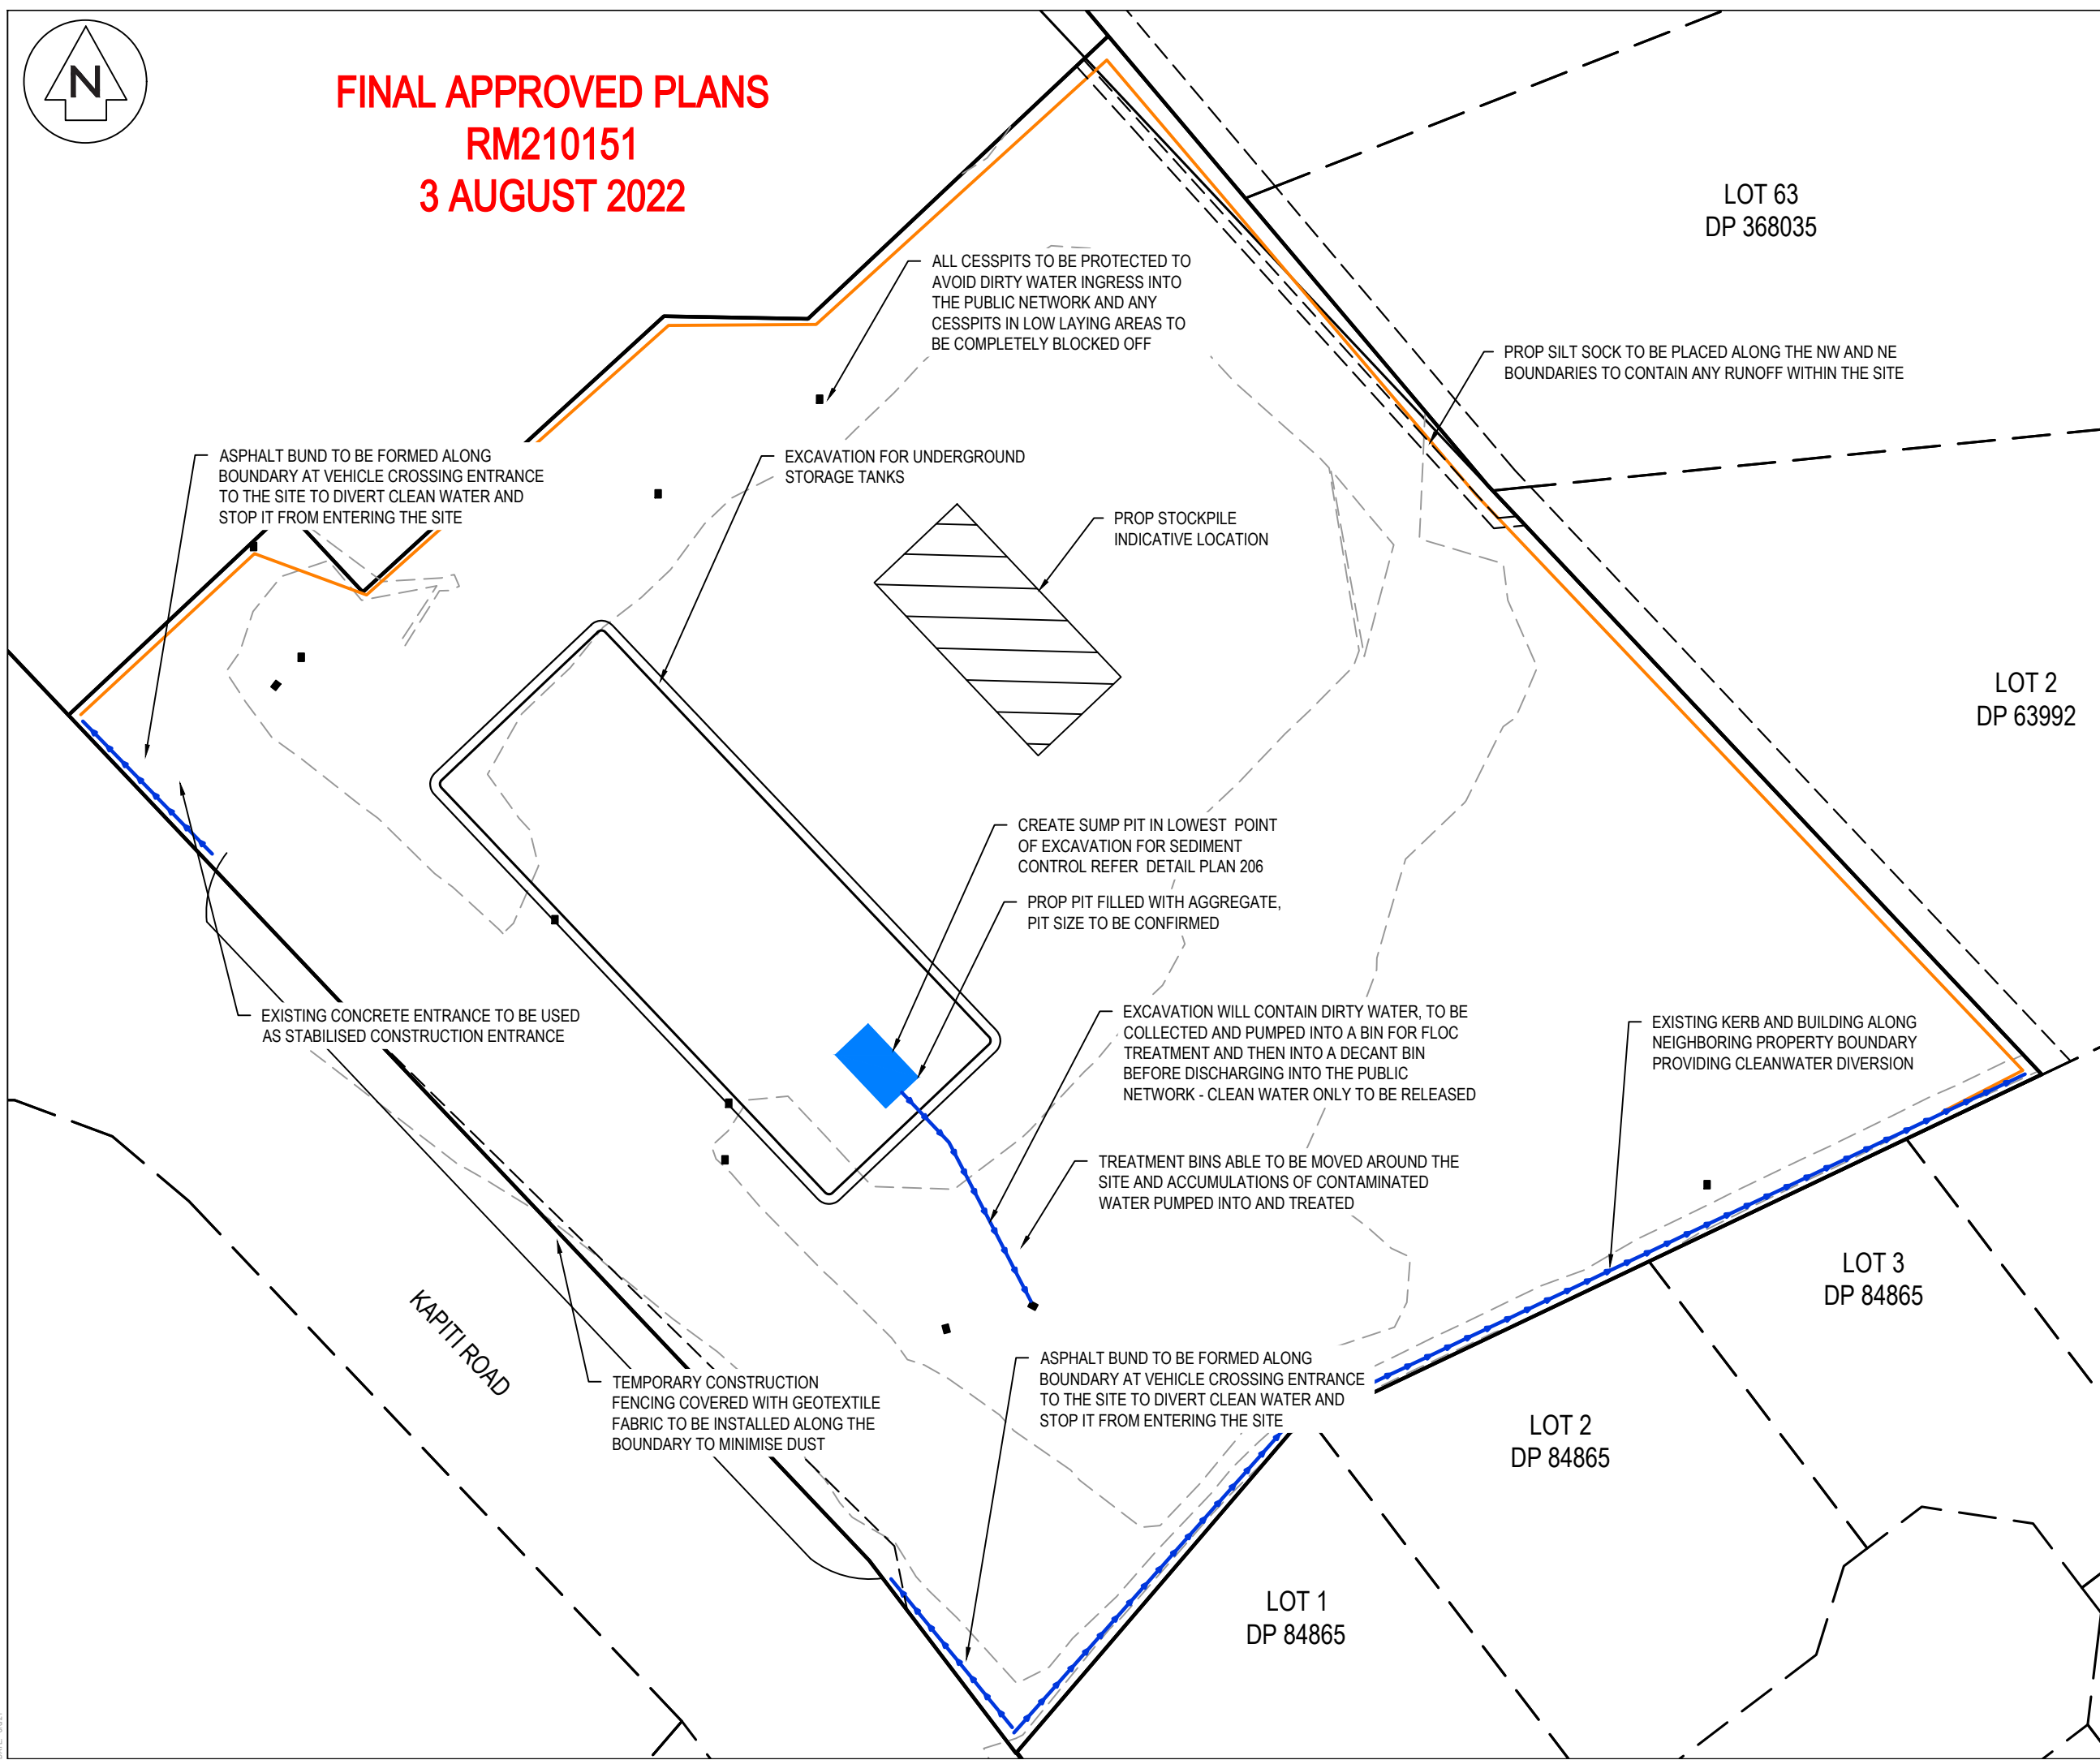 N
FINAL APPROVED PLANS
RM210151
3 AUGUST 2022
LOT 63
DP 368035
ALL CESSPITS TO BE PROTECTED TO
AVOID DIRTY WATER INGRESS INTO
THE PUBLIC NETWORK AND ANY
CESSPITS IN LOW LAYING AREAS TO
BE COMPLETELY BLOCKED OFF
PROP SILT SOCK TO BE PLACED ALONG THE NW AND NE
BOUNDARIES TO CONTAIN ANY RUNOFF WITHIN THE SITE
ASPHALT BUND TO BE FORMED ALONG
BOUNDARY AT VEHICLE CROSSING ENTRANCE
TO THE SITE TO DIVERT CLEAN WATER AND
STOP IT FROM ENTERING THE SITE
EXCAVATION FOR UNDERGROUND
STORAGE TANKS
PROP STOCKPILE
INDICATIVE LOCATION
LOT 2
DP 63992
CREATE SUMP PIT IN LOWEST POINT
OF EXCAVATION FOR SEDIMENT
CONTROL REFER DETAIL PLAN 206
PROP PIT FILLED WITH AGGREGATE,
PIT SIZE TO BE CONFIRMED
EXISTING CONCRETE ENTRANCE TO BE USED
AS STABILISED CONSTRUCTION ENTRANCE
EXCAVATION WILL CONTAIN DIRTY WATER, TO BE
COLLECTED AND PUMPED INTO A BIN FOR FLOC
TREATMENT AND THEN INTO A DECANT BIN
BEFORE DISCHARGING INTO THE PUBLIC
NETWORK - CLEAN WATER ONLY TO BE RELEASED
EXISTING KERB AND BUILDING ALONG
NEIGHBORING PROPERTY BOUNDARY
PROVIDING CLEANWATER DIVERSION
TREATMENT BINS ABLE TO BE MOVED AROUND THE
SITE AND ACCUMULATIONS OF CONTAMINATED
WATER PUMPED INTO AND TREATED
LOT 3
DP 84865
KAPITI ROAD
TEMPORARY CONSTRUCTION
FENCING COVERED WITH GEOTEXTILE
FABRIC TO BE INSTALLED ALONG THE
BOUNDARY TO MINIMISE DUST
ASPHALT BUND TO BE FORMED ALONG
BOUNDARY AT VEHICLE CROSSING ENTRANCE
TO THE SITE TO DIVERT CLEAN WATER AND
STOP IT FROM ENTERING THE SITE
LOT 2
DP 84865
LOT 1
DP 84865